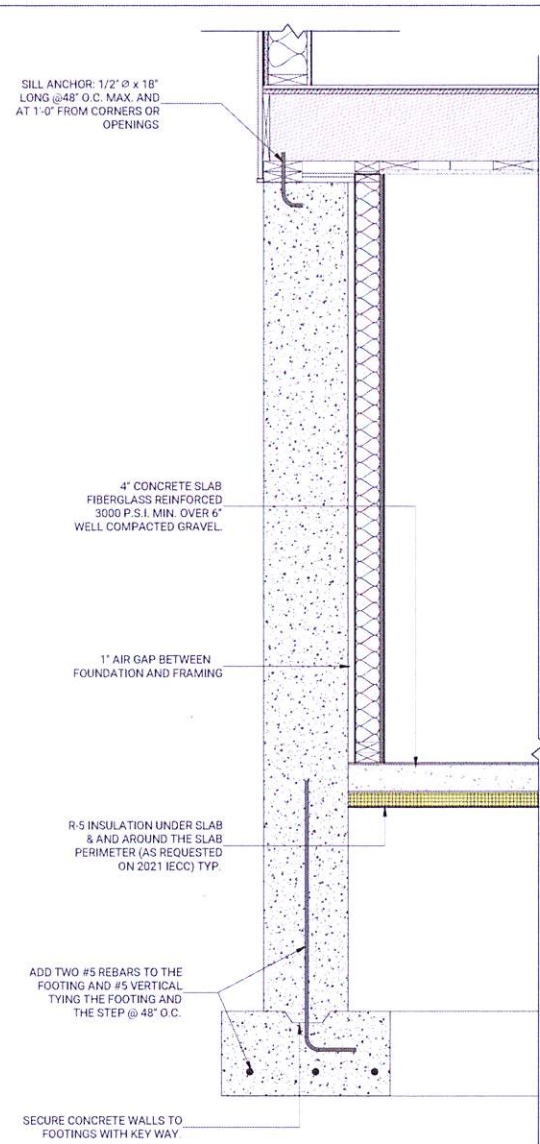 SILL ANCHOR: 1/2" Ø x 18"
LONG @48" O.C. MAX. AND
AT 1'-0" FROM CORNERS OR
OPENINGS
4" CONCRETE SLAB
FIBERGLASS REINFORCED
3000 P.S.I. MIN. OVER 6"
WELL COMPACTED GRAVEL.
1" AIR GAP BETWEEN
FOUNDATION AND FRAMING
R-5 INSULATION UNDER SLAB
& AND AROUND THE SLAB
PERIMETER (AS REQUESTED
ON 2021 IECC) TYP.
ADD TWO #5 REBARS TO THE
FOOTING AND #5 VERTICAL
TYING THE FOOTING AND
THE STEP @ 48" O.C.
SECURE CONCRETE WALLS TO
FOOTINGS WITH KEY WAY.